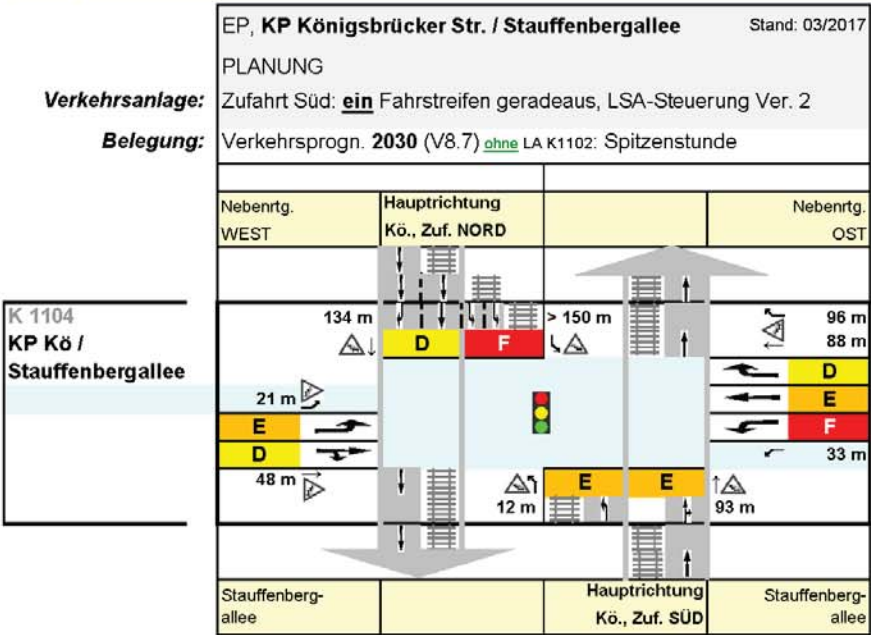 EP, KP Königsbrücker Str. / Stauffenbergallee Stand: 03/2017
PLANUNG
Verkehrsanlage: Zufahrt Süd: ein Fahrstreifen geradeaus, LSA-Steuerung Ver. 2
Belegung: Verkehrsprogn. 2030 (V8.7) ohne LA K1102: Spitzenstunde
Nebenrtg. Hauptrichtung Nebenrtg.
WEST Kö., Zuf. NORD OST
K 1104 134 m > 150 m 96 m
KP Kö / D F 88 m
Stauffenbergallee D
21 m E
E F
D 33 m
48 m E E
12 m 93 m
Stauffenberg- Hauptrichtung Stauffenberg-
allee Kö., Zuf. SÜD allee